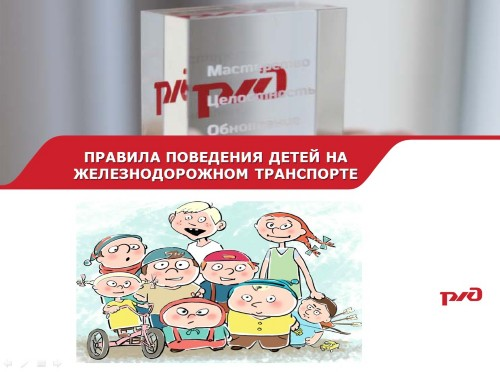 ржд
Мастерство
Целостность
Обновление
ПРАВИЛА ПОВЕДЕНИЯ ДЕТЕЙ НА
ЖЕЛЕЗНОДОРОЖНОМ ТРАНСПОРТЕ
ржд